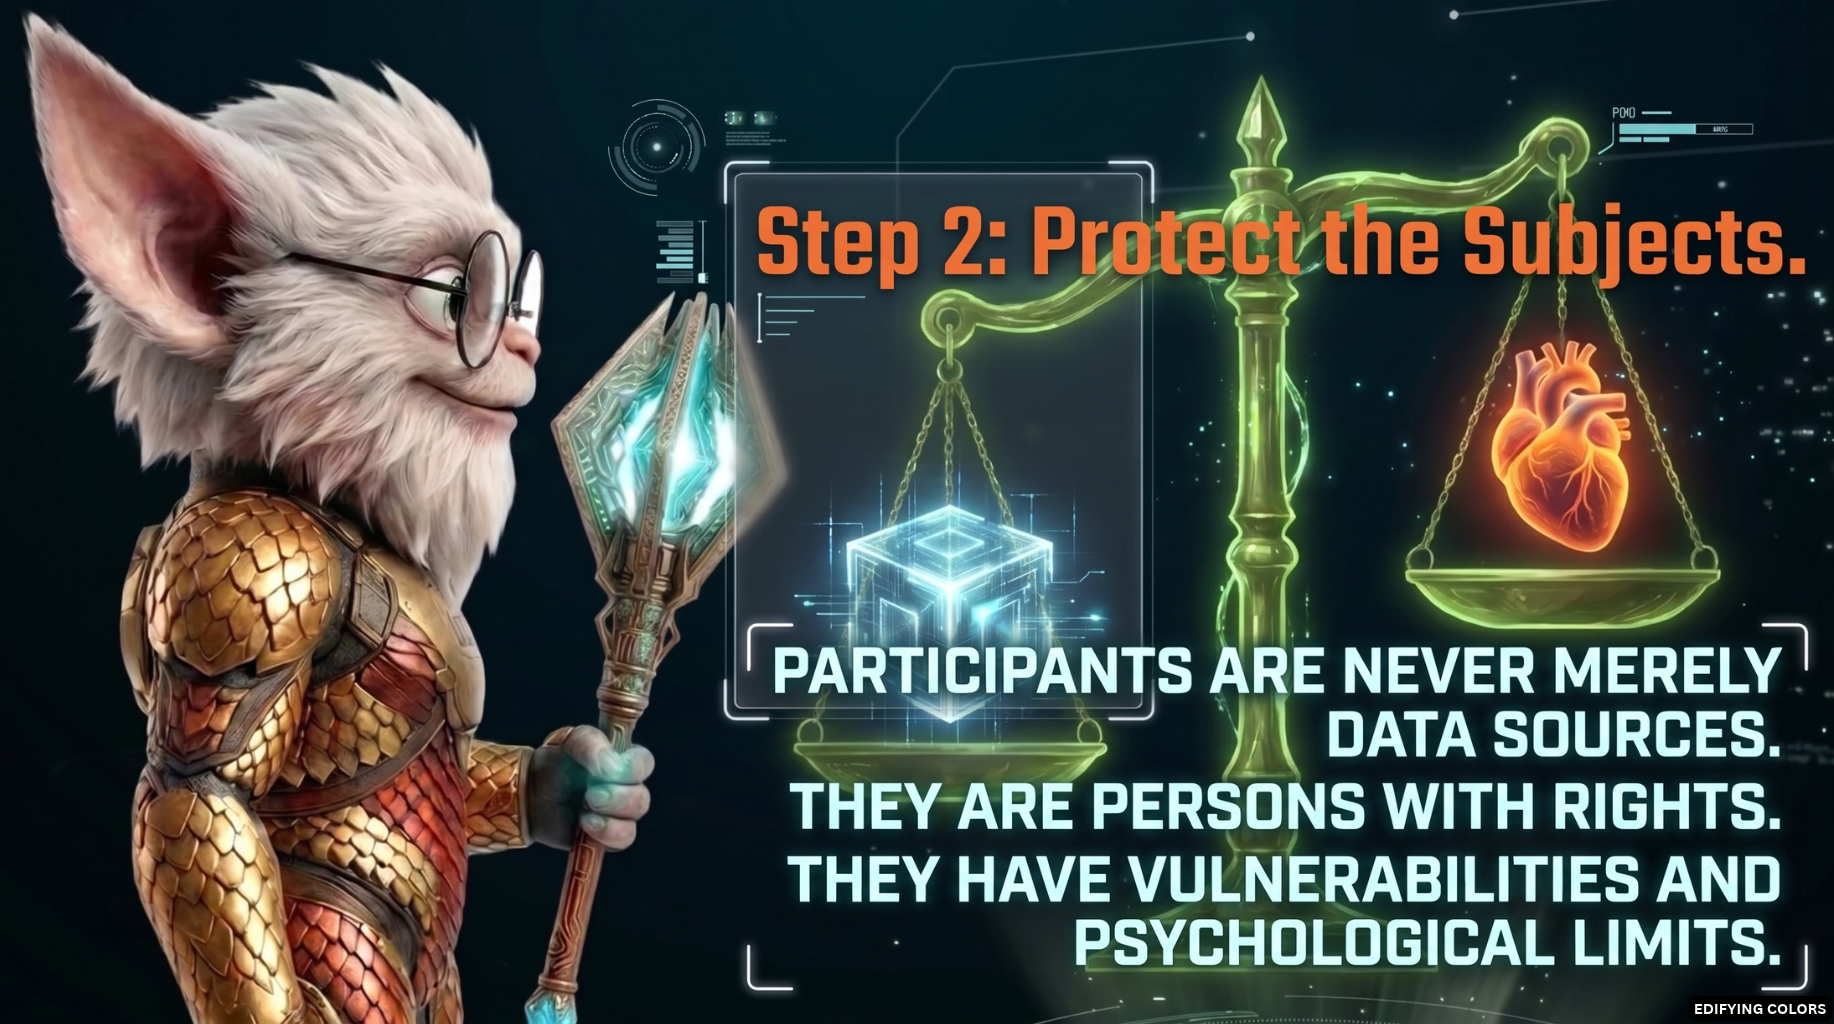 Step 2: Protect the Subjects.
PARTICIPANTS ARE NEVER MERELY
DATA SOURCES.
THEY ARE PERSONS WITH RIGHTS.
THEY HAVE VULNERABILITIES AND
PSYCHOLOGICAL LIMITS.
EDIFYING COLORS